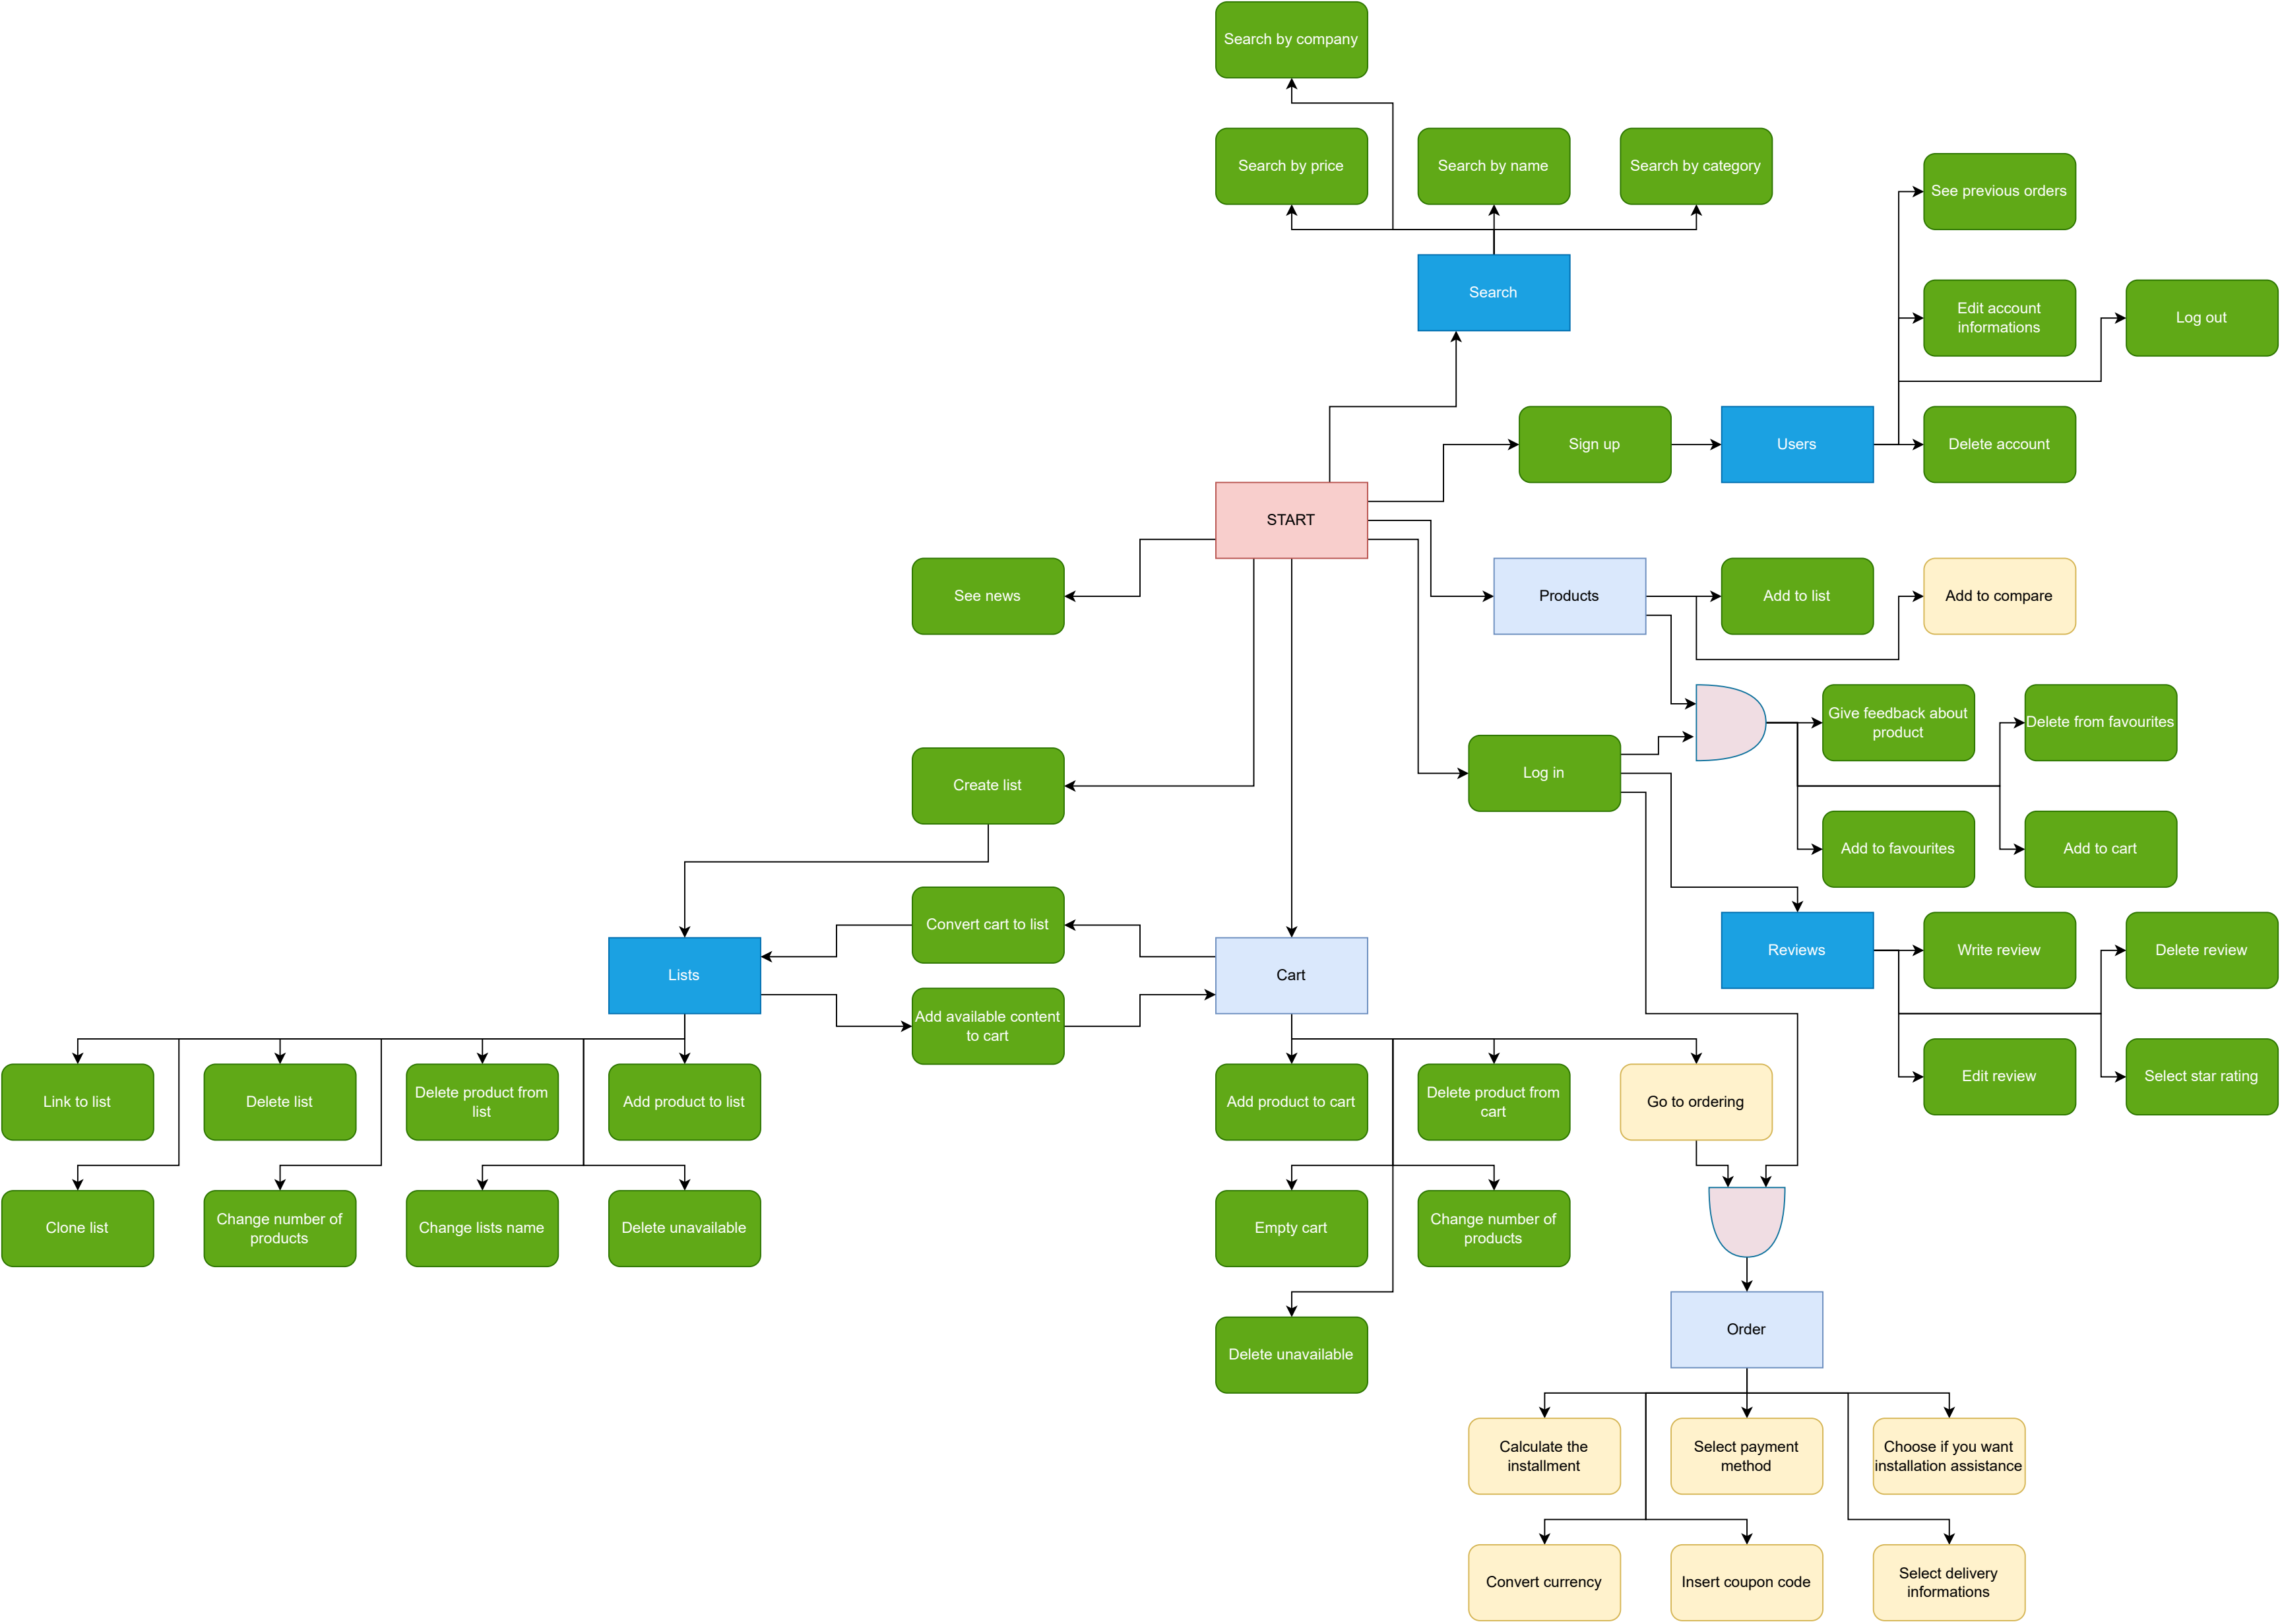 Search by company
Search by price
Search by name
Search by category
See previous orders
Search
Edit account
informations
Log out
Sign up
Users
Delete account
START
See news
Products
Add to list
Add to compare
Give feedback about
product
Delete from favourites
Create list
Log in
Add to favourites
Add to cart
Convert cart to list
Lists
Cart
Reviews
Write review
Delete review
Add available content
to cart
Link to list
Delete list
Delete product from
list
Add product to list
Add product to cart
Delete product from
cart
Go to ordering
Edit review
Select star rating
Clone list
Change number of
products
Change lists name
Delete unavailable
Empty cart
Change number of
products
Delete unavailable
Order
Calculate the
installment
Select payment
method
Choose if you want
installation assistance
Convert currency
Insert coupon code
Select delivery
informations